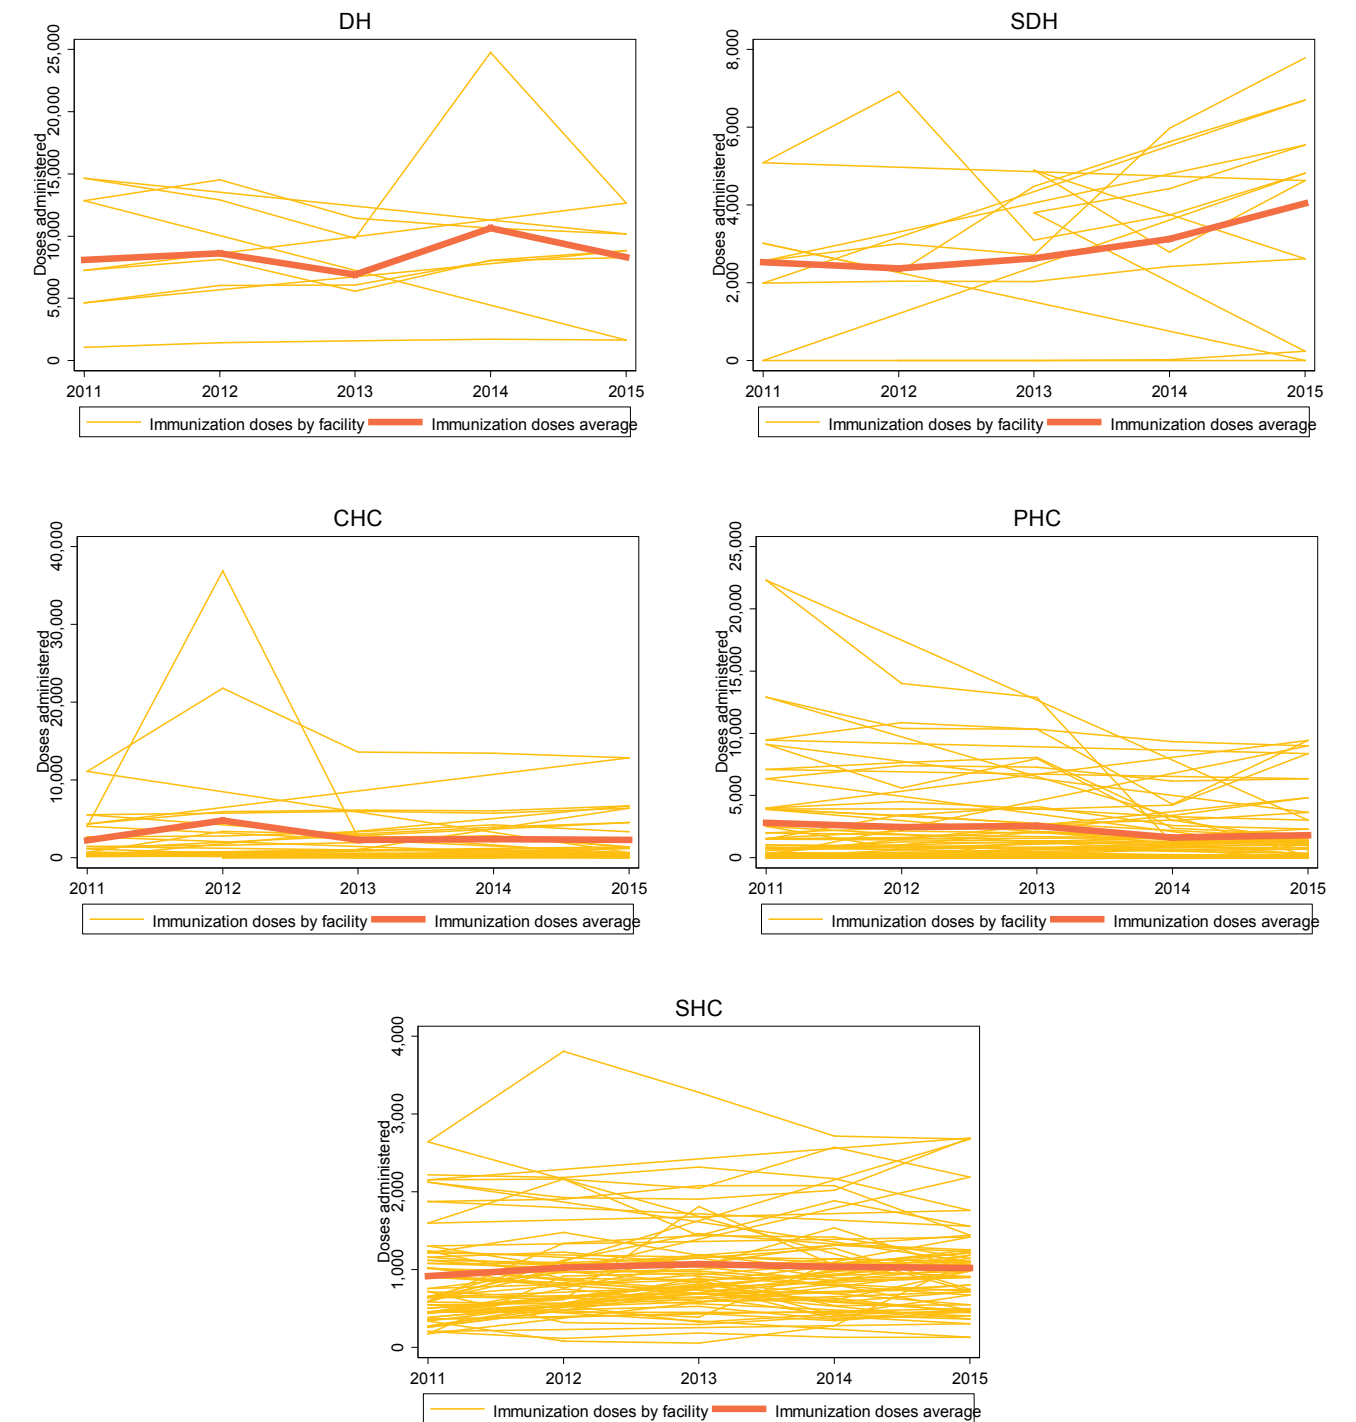 DH
Doses administered
25,000
20,000
15,000
10,000
5,000
0
2011 2012 2013 2014 2015
Immunization doses by facility Immunization doses average
SDH
Doses administered
8,000
6,000
4,000
2,000
0
2011 2012 2013 2014 2015
Immunization doses by facility Immunization doses average
CHC
Doses administered
40,000
30,000
20,000
10,000
0
2011 2012 2013 2014 2015
Immunization doses by facility Immunization doses average
PHC
Doses administered
25,000
20,000
15,000
10,000
5,000
0
2011 2012 2013 2014 2015
Immunization doses by facility Immunization doses average
SHC
Doses administered
4,000
3,000
2,000
1,000
0
2011 2012 2013 2014 2015
Immunization doses by facility Immunization doses average